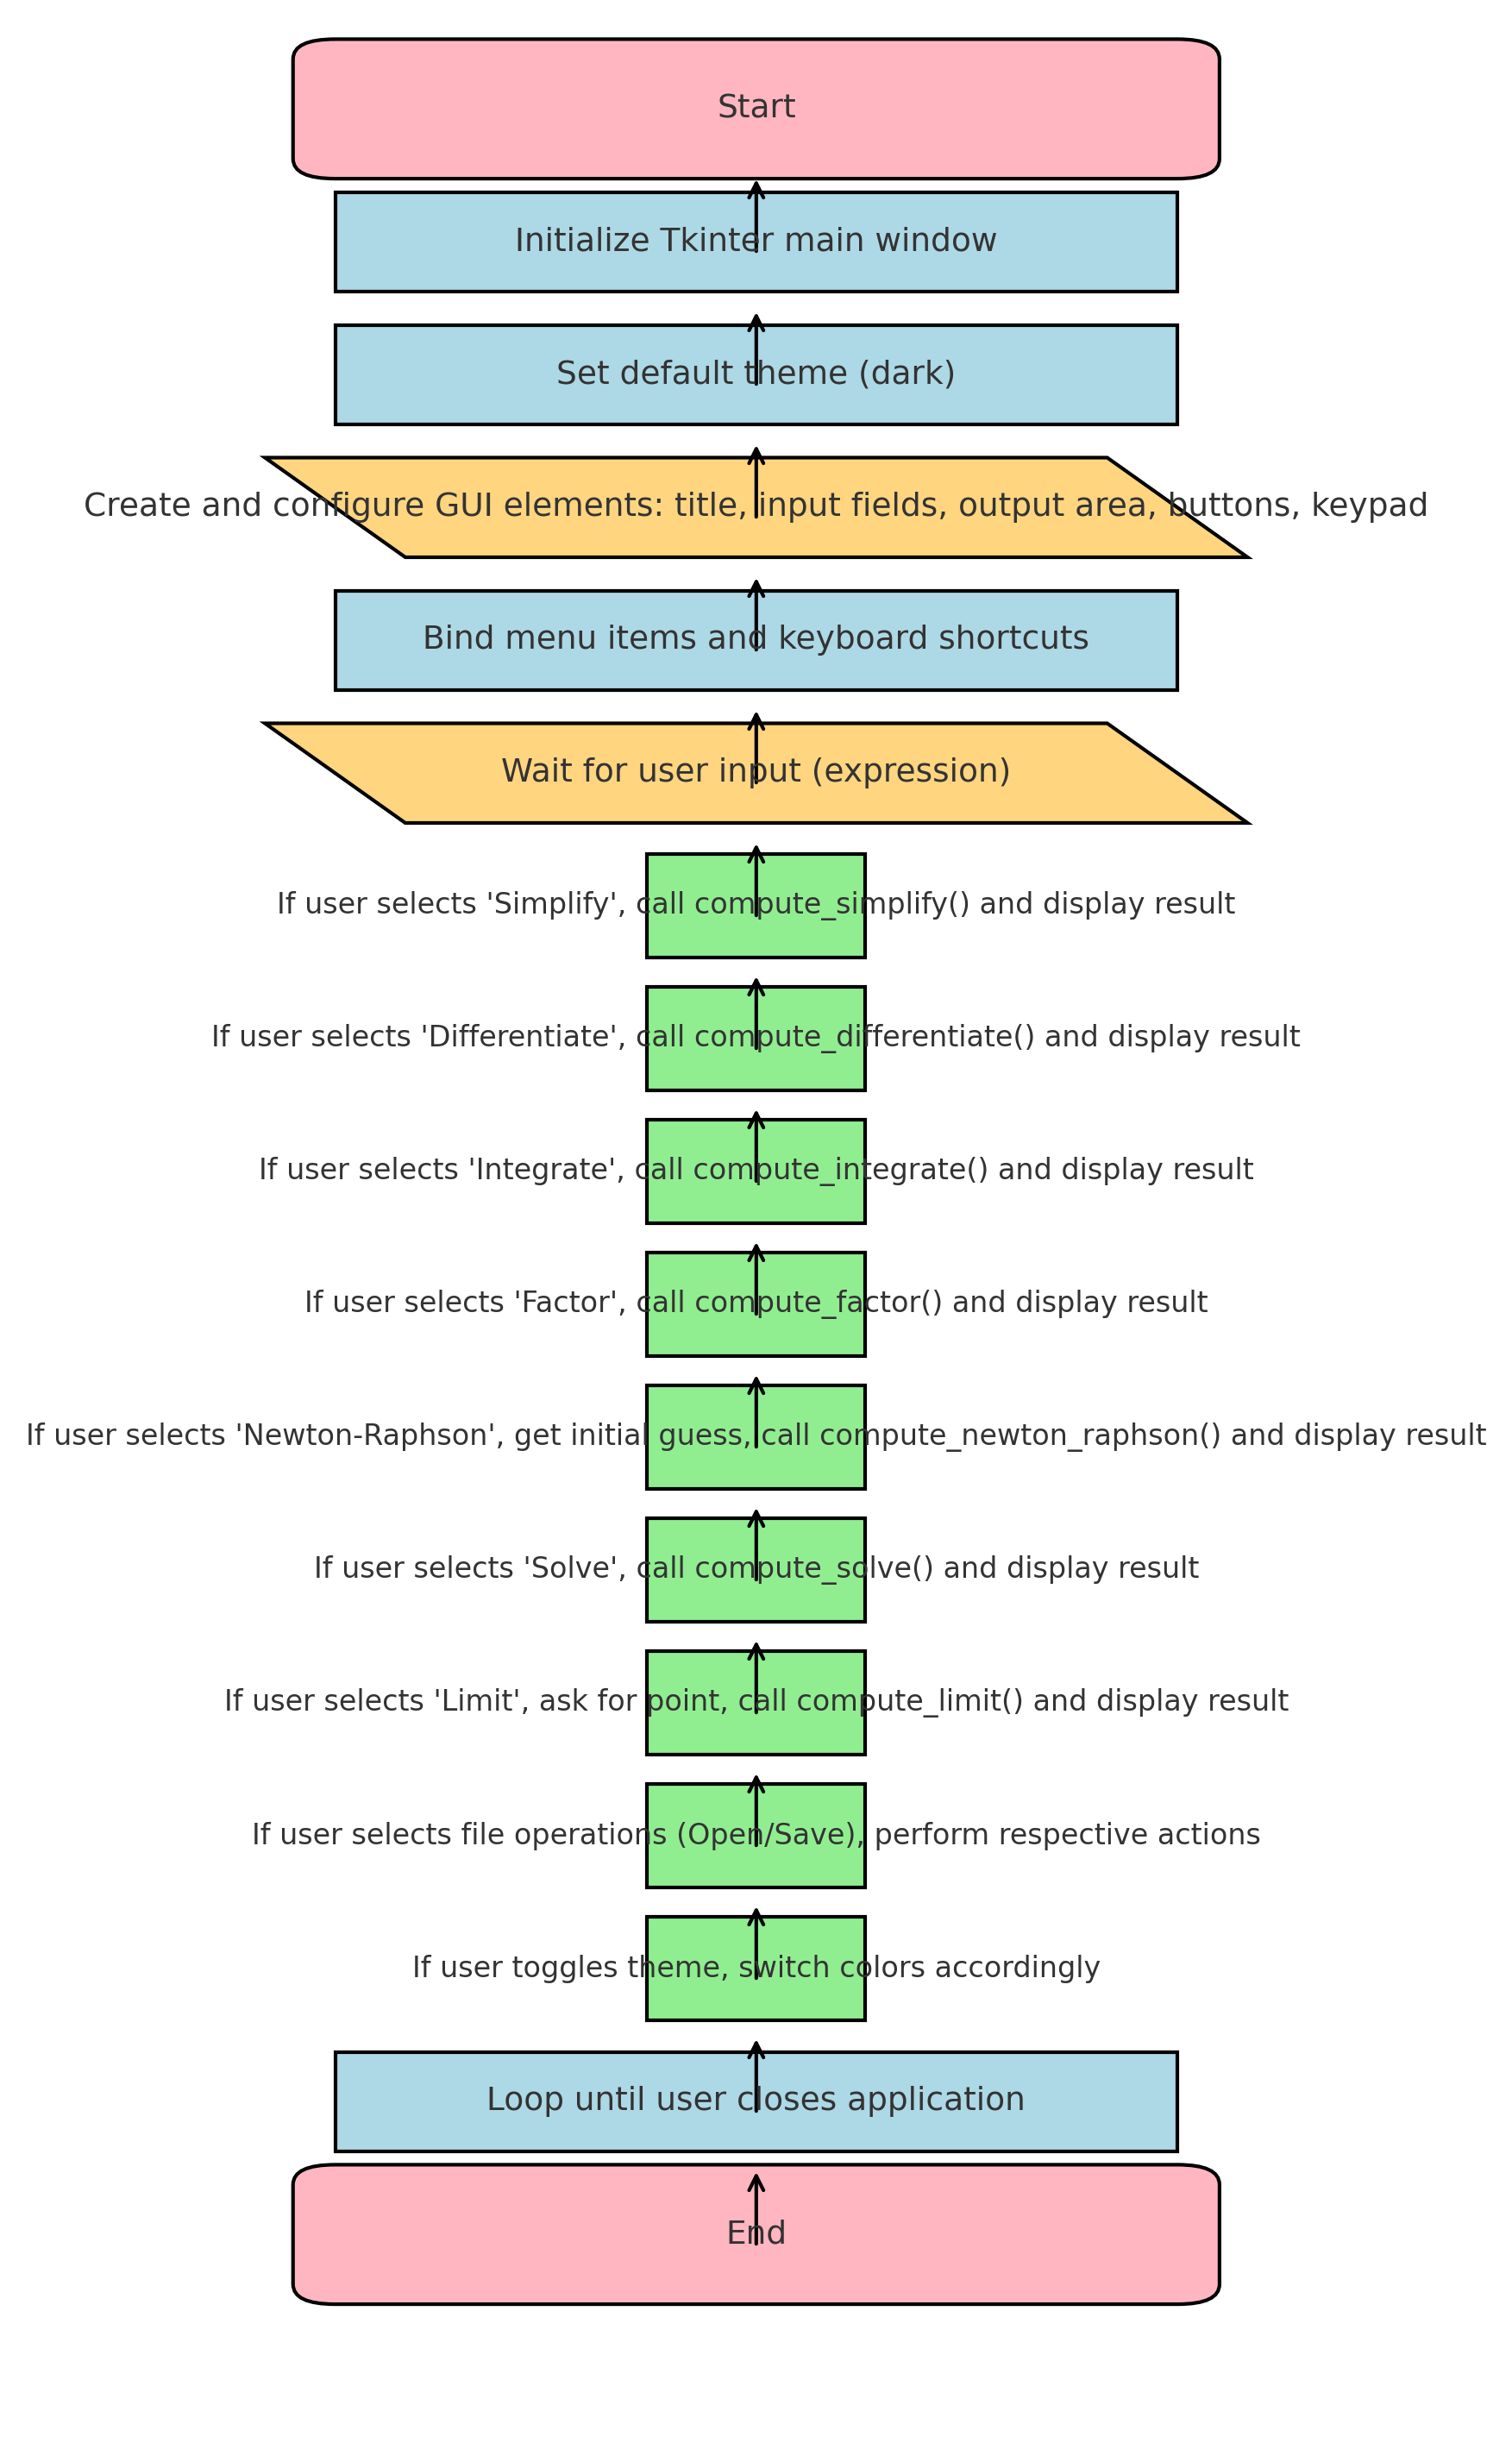 Start
Initialize Tkinter main window
Set default theme (dark)
Create and configure GUI elements: title, input fields, output area, buttons, keypad
Bind menu items and keyboard shortcuts
Wait for user input (expression)
If user selects 'Simplify', call compute_simplify() and display result
If user selects 'Differentiate', call compute_differentiate() and display result
If user selects 'Integrate', call compute_integrate() and display result
If user selects 'Factor', call compute_factor() and display result
If user selects 'Newton-Raphson', get initial guess, call compute_newton_raphson() and display result
If user selects 'Solve', call compute_solve() and display result
If user selects 'Limit', ask for point, call compute_limit() and display result
If user selects file operations (Open/Save), perform respective actions
If user toggles theme, switch colors accordingly
Loop until user closes application
End